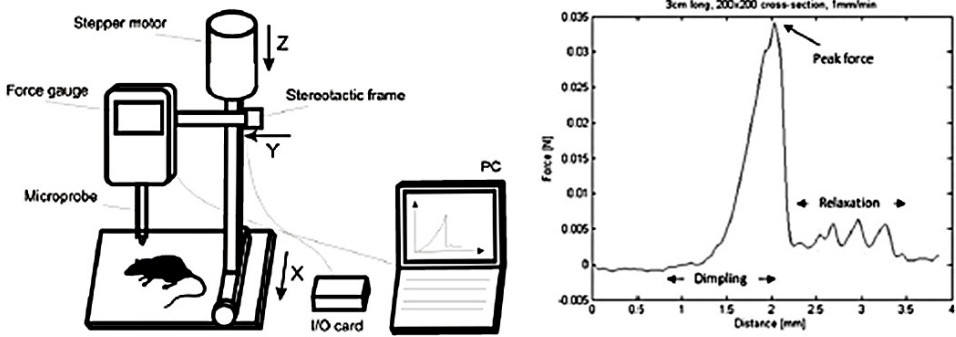 Stepper motor
Z
Force gauge
Stereotactic frame
Y
PC
Microprobe
X
I/O card
3cm long, 200x200 cross-section, 1mm/min
0.035
0.03
0.025
0.02
0.015
0.01
0.005
0
-0.005
Force [N]
Peak force
Relaxation
Dimpling
0 0.5 1 1.5 2 2.5 3 3.5 4
Distance [mm]